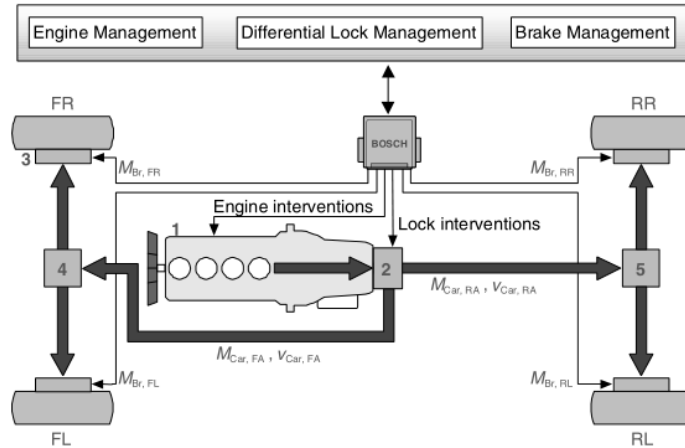 Engine Management
Differential Lock Management
Brake Management
FR
RR
BOSCH
3
M_Br, FR
M_Br, RR
Engine interventions
1
Lock interventions
4
2
5
M_Car, RA , v_Car, RA
M_Car, FA , v_Car, FA
M_Br, FL
M_Br, RL
FL
RL